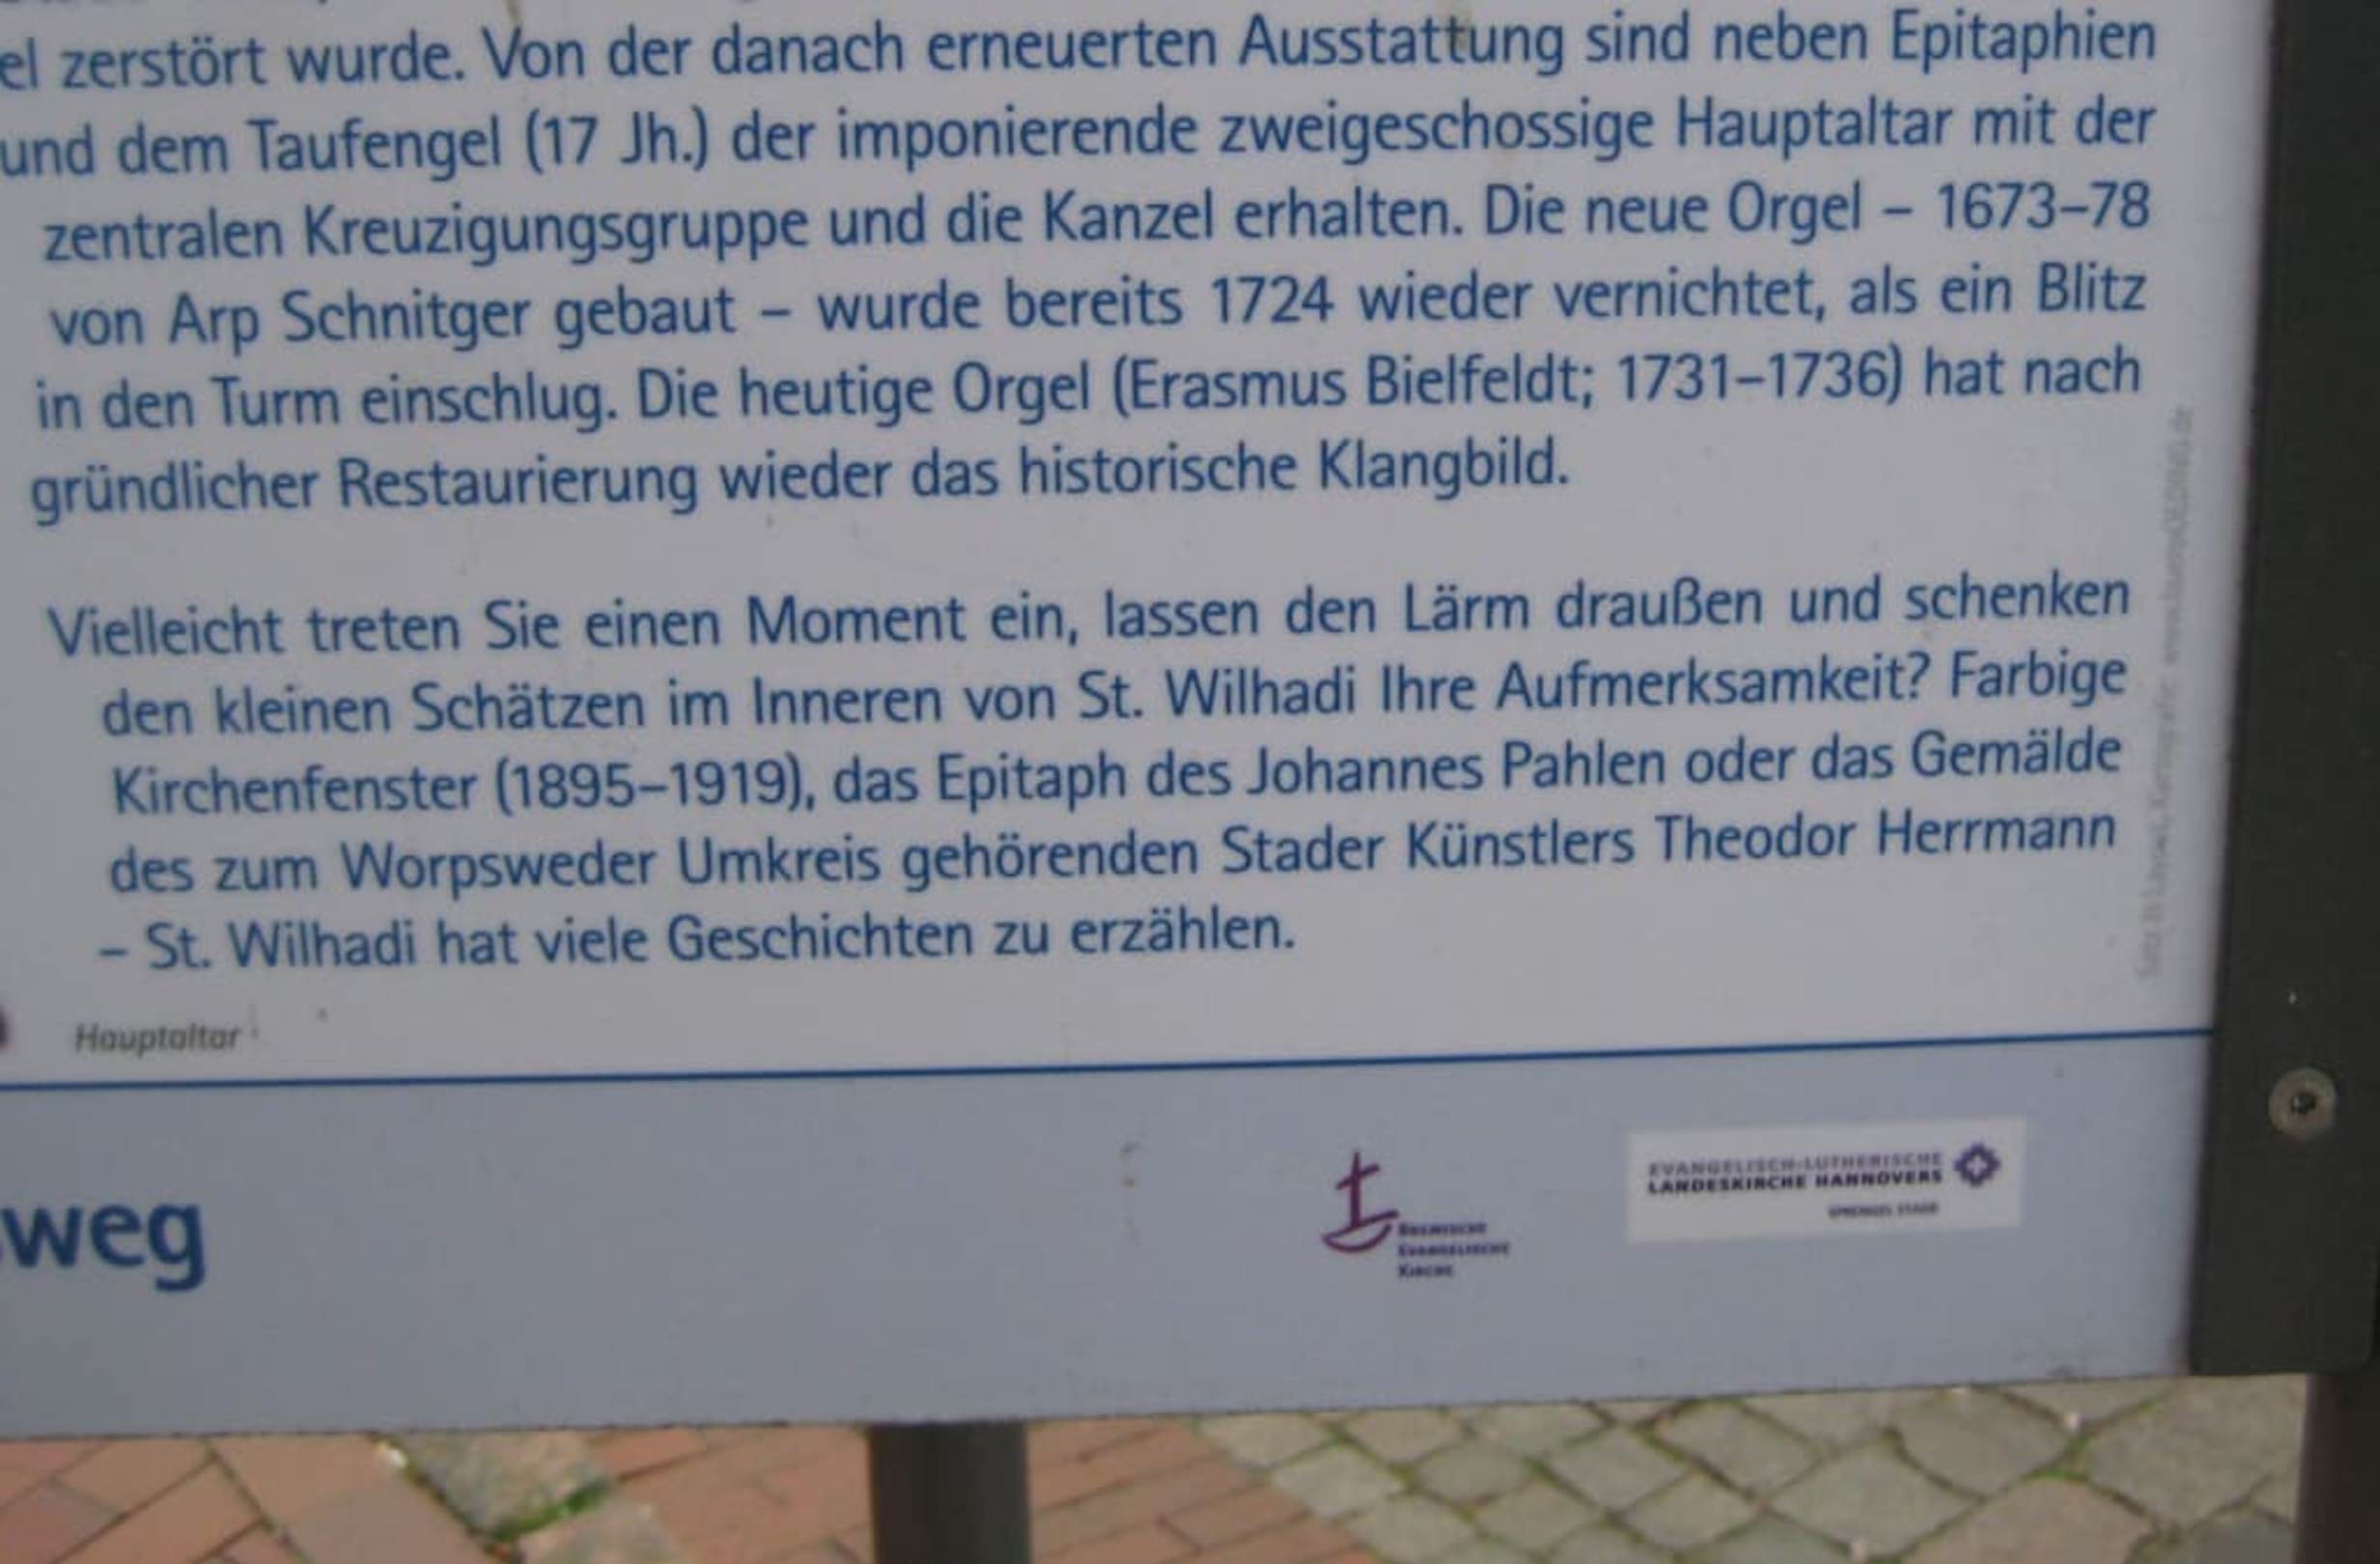 el zerstört wurde. Von der danach erneuerten Ausstattung sind neben Epitaphien
und dem Taufengel (17 Jh.) der imponierende zweigeschossige Hauptaltar mit der
zentralen Kreuzigungsgruppe und die Kanzel erhalten. Die neue Orgel – 1673–78
von Arp Schnitger gebaut – wurde bereits 1724 wieder vernichtet, als ein Blitz
in den Turm einschlug. Die heutige Orgel (Erasmus Bielfeldt; 1731–1736) hat nach
gründlicher Restaurierung wieder das historische Klangbild.
Vielleicht treten Sie einen Moment ein, lassen den Lärm draußen und schenken
den kleinen Schätzen im Inneren von St. Wilhadi Ihre Aufmerksamkeit? Farbige
Kirchenfenster (1895–1919), das Epitaph des Johannes Pahlen oder das Gemälde
des zum Worpsweder Umkreis gehörenden Stader Künstlers Theodor Herrmann
– St. Wilhadi hat viele Geschichten zu erzählen.
Hauptaltar
weg
BREMISCHE
EVANGELISCHE
KIRCHE
EVANGELISCH-LUTHERISCHE
LANDESKIRCHE HANNOVERS
SPRENGEL STADE